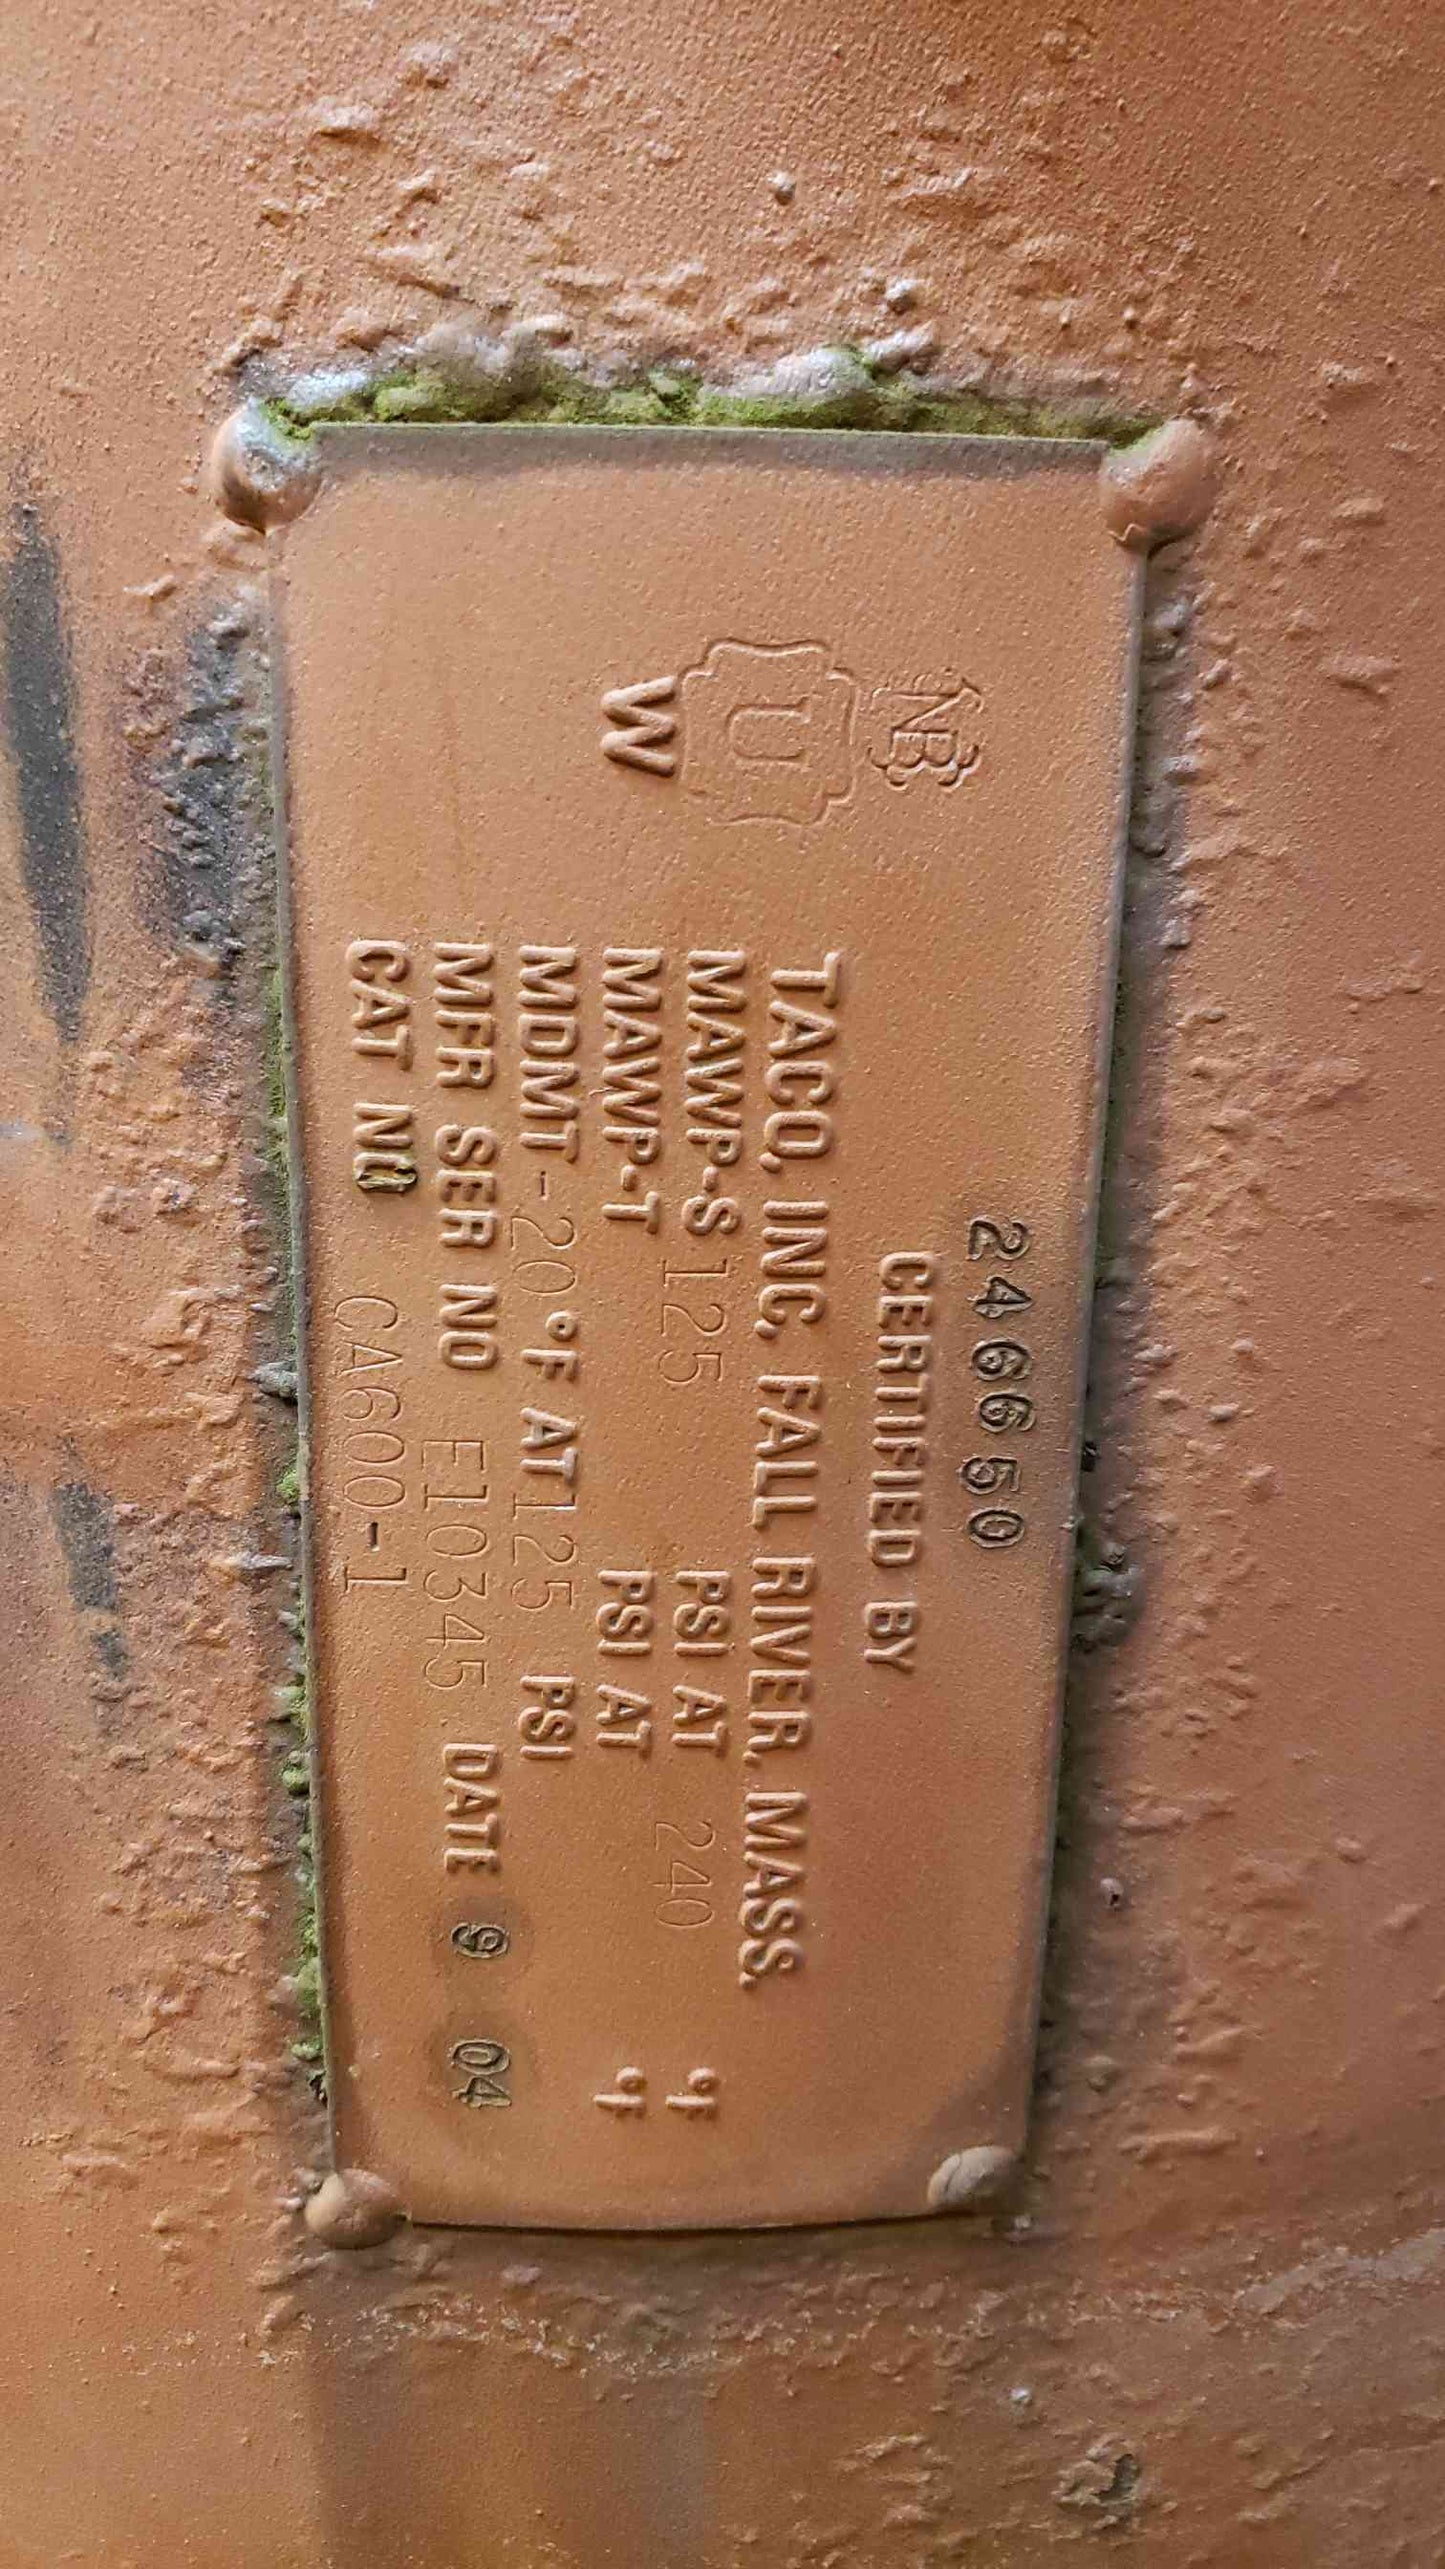 NB
U
W
246650
CERTIFIED BY
TACO, INC, FALL RIVER, MASS.
MAWP-S 125 PSI AT 240 °F
MAWP-T PSI AT °F
MDMT -20 °F AT 125 PSI
MFR SER NO E10345 DATE 9 04
CAT NO CA600-1